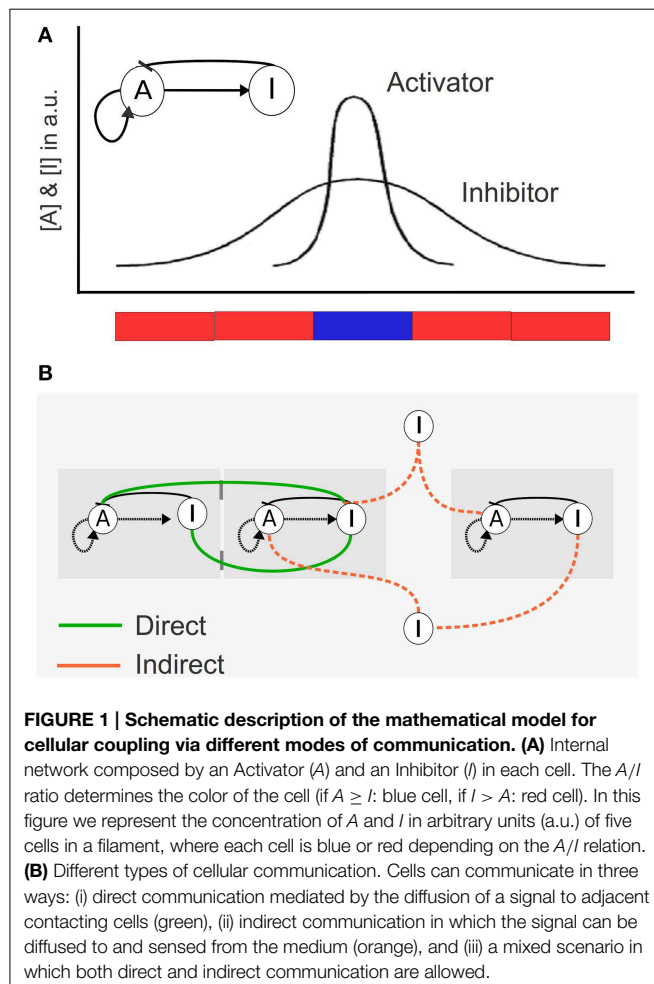 A
[A] & [I] in a.u.
A
I
Activator
Inhibitor
B
I
A
I
A
I
A
I
I
Direct
Indirect
FIGURE 1 | Schematic description of the mathematical model for
cellular coupling via different modes of communication. (A) Internal
network composed by an Activator (A) and an Inhibitor (I) in each cell. The A/I
ratio determines the color of the cell (if A ≥ I: blue cell, if I > A: red cell). In this
figure we represent the concentration of A and I in arbitrary units (a.u.) of five
cells in a filament, where each cell is blue or red depending on the A/I relation.
(B) Different types of cellular communication. Cells can communicate in three
ways: (i) direct communication mediated by the diffusion of a signal to adjacent
contacting cells (green), (ii) indirect communication in which the signal can be
diffused to and sensed from the medium (orange), and (iii) a mixed scenario in
which both direct and indirect communication are allowed.